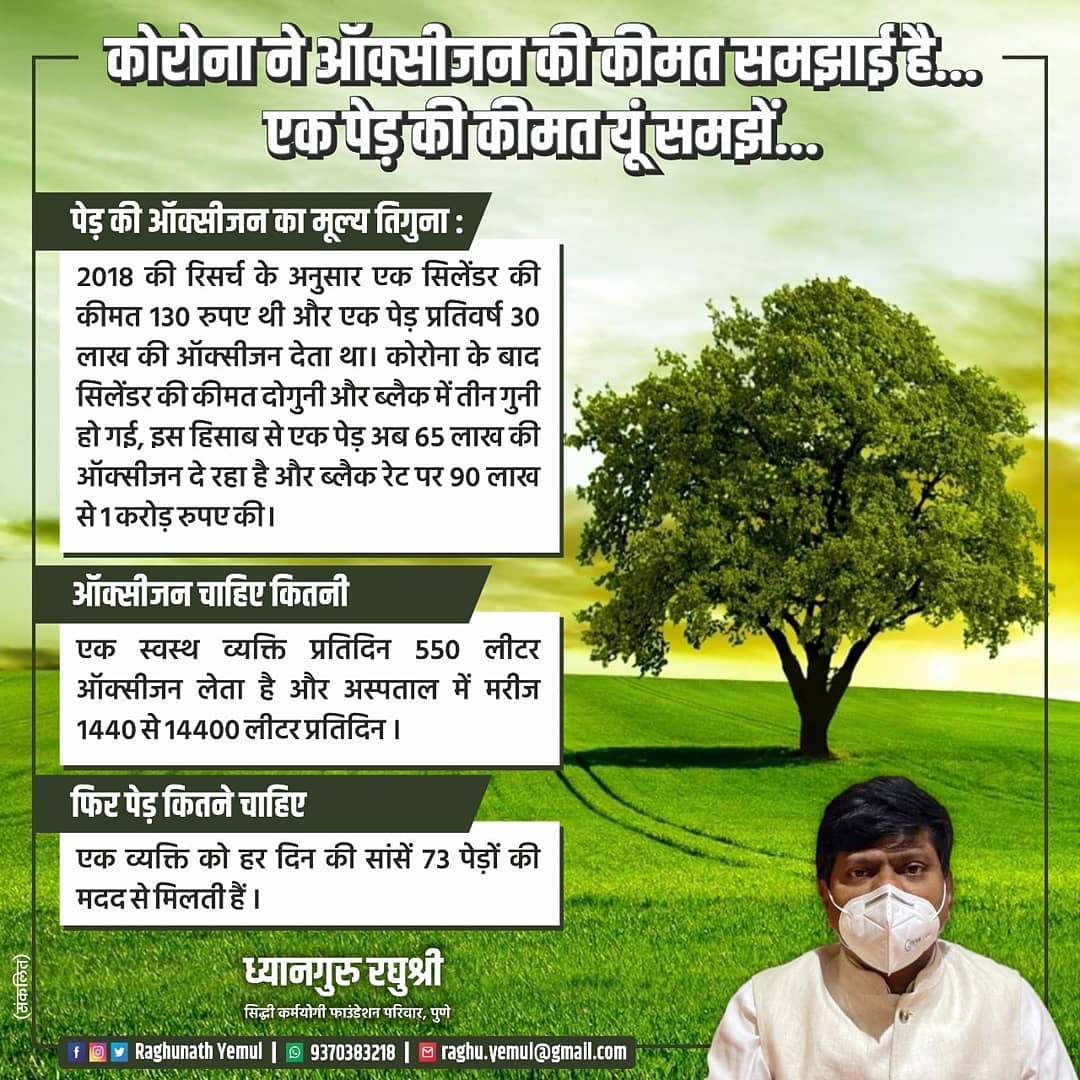 कोरोना ने ऑक्सीजन की कीमत समझाई है...
एक पेड़ की कीमत यूं समझें...
पेड़ की ऑक्सीजन का मूल्य तिगुना :
2018 की रिसर्च के अनुसार एक सिलेंडर की
कीमत 130 रुपए थी और एक पेड़ प्रतिवर्ष 30
लाख की ऑक्सीजन देता था। कोरोना के बाद
सिलेंडर की कीमत दोगुनी और ब्लैक में तीन गुनी
हो गई, इस हिसाब से एक पेड़ अब 65 लाख की
ऑक्सीजन दे रहा है और ब्लैक रेट पर 90 लाख
से 1 करोड़ रुपए की।
ऑक्सीजन चाहिए कितनी
एक स्वस्थ व्यक्ति प्रतिदिन 550 लीटर
ऑक्सीजन लेता है और अस्पताल में मरीज
1440 से 14400 लीटर प्रतिदिन ।
फिर पेड़ कितने चाहिए
एक व्यक्ति को हर दिन की सांसें 73 पेड़ों की
मदद से मिलती हैं ।
ध्यानगुरु रघुश्री
सिद्धी कर्मयोगी फाउंडेशन परिवार, पुणे
(संकलित)
Raghunath Yemul | 9370383218 | raghu.yemul@gmail.com